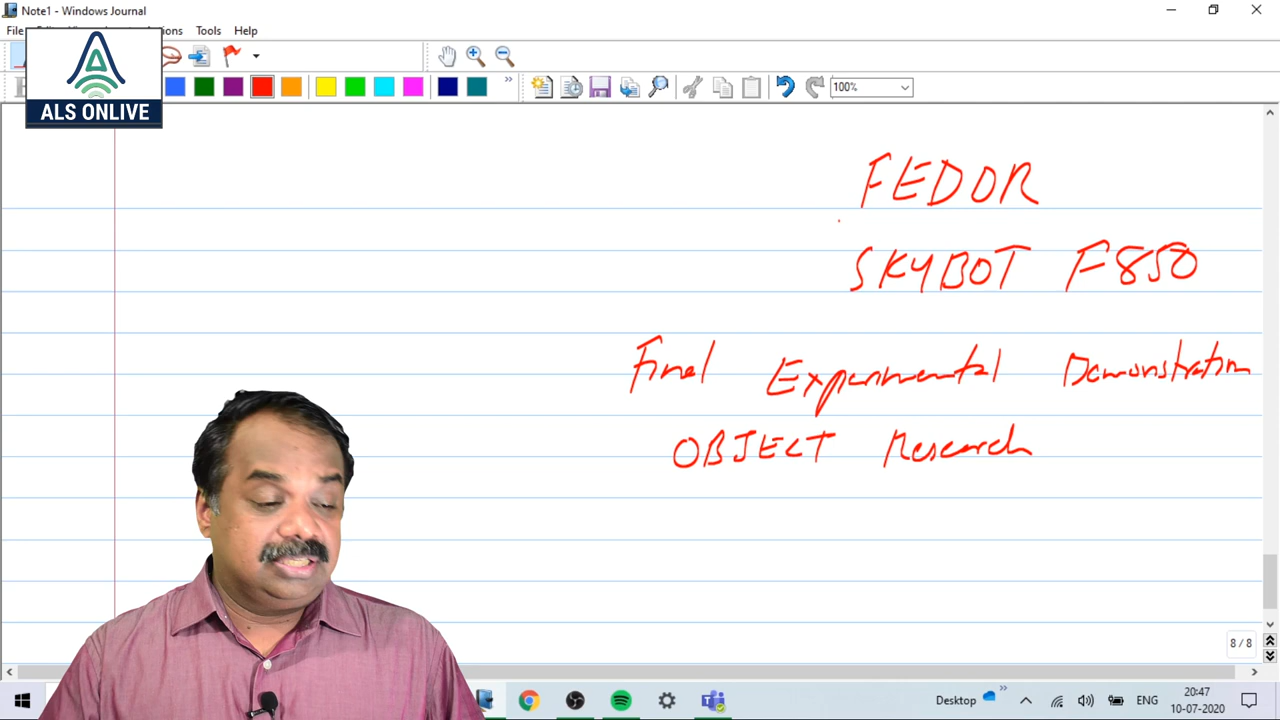 Note1 - Windows Journal
File Actions Tools Help
ALS ONLIVE
100%
FEDOR
SKYBOT F850
Final Experimental Demonstration
OBJECT Research
8 / 8
Desktop ENG
20:47
10-07-2020